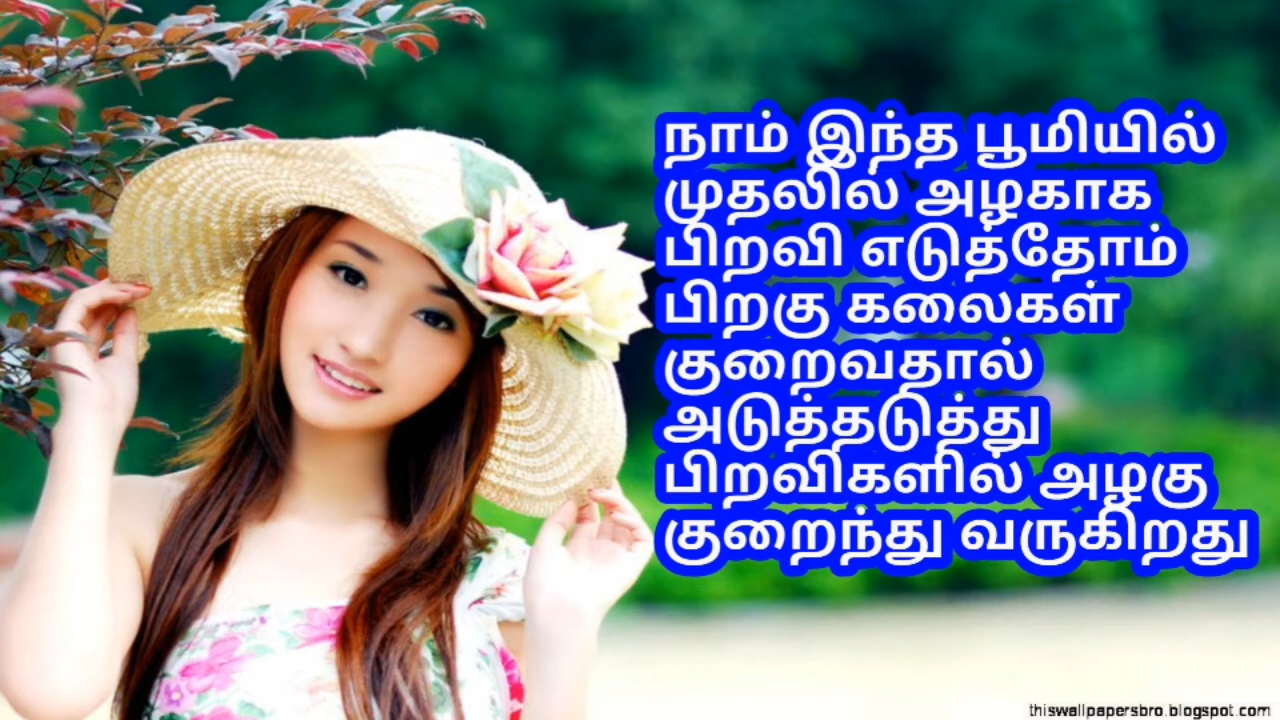 நாம் இந்த பூமியில்
முதலில் அழகாக
பிறவி எடுத்தோம்
பிறகு கலைகள்
குறைவதால்
அடுத்தடுத்து
பிறவிகளில் அழகு
குறைந்து வருகிறது
thiswallpapersbro.blogspot.com